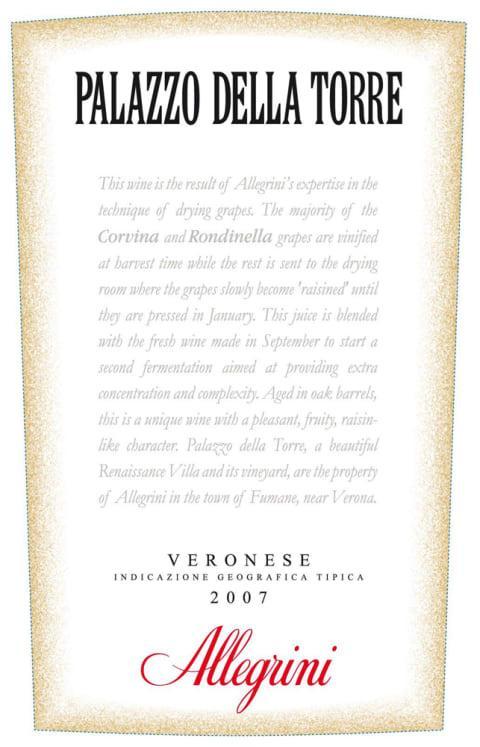 PALAZZO DELLA TORRE
This wine is the result of Allegrini's expertise in the
technique of drying grapes. The majority of the
Corvina and Rondinella grapes are vinified
at harvest time while the rest is sent to the drying
room where the grapes slowly become 'raisined' until
they are pressed in January. This juice is blended
with the fresh wine made in September to start a
second fermentation aimed at providing extra
concentration and complexity. Aged in oak barrels,
this is a unique wine with a pleasant, fruity, raisin-
like character. Palazzo della Torre, a beautiful
Renaissance Villa and its vineyard, are the property
of Allegrini in the town of Fumane, near Verona.
VERONESE
INDICAZIONE GEOGRAFICA TIPICA
2007
Allegrini